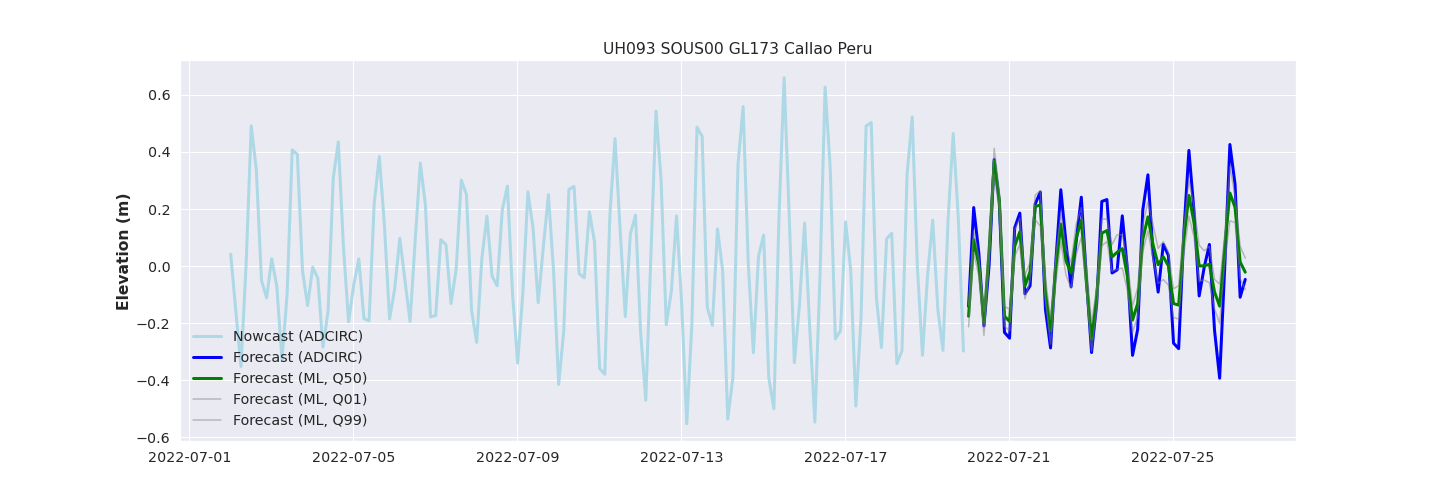 UH093 SOUS00 GL173 Callao Peru
Elevation (m)
0.6
0.4
0.2
0.0
−0.2
−0.4
−0.6
Nowcast (ADCIRC)
Forecast (ADCIRC)
Forecast (ML, Q50)
Forecast (ML, Q01)
Forecast (ML, Q99)
2022-07-01 2022-07-05 2022-07-09 2022-07-13 2022-07-17 2022-07-21 2022-07-25